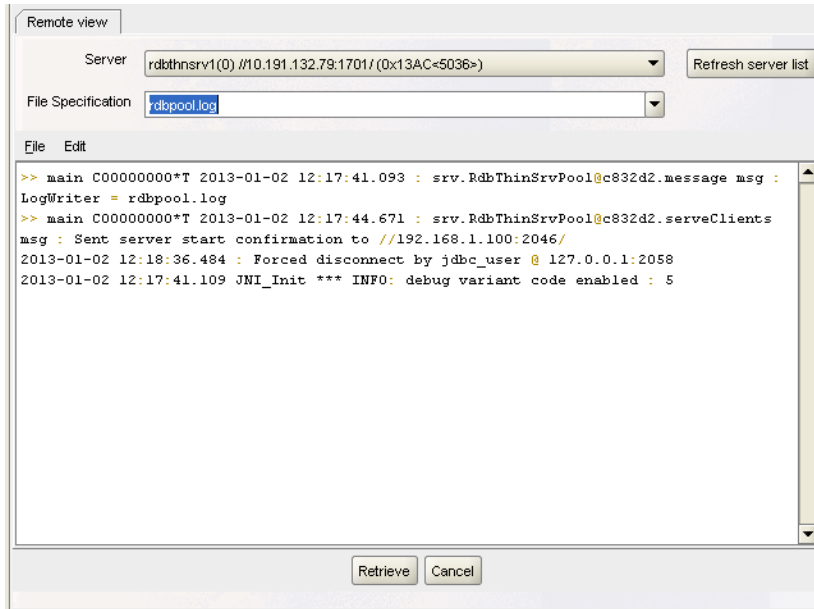 Remote view
Server rdbthnsrv1(0) //10.191.132.79:1701/ (0x13AC<5036>) Refresh server list
File Specification rdbpool.log
File Edit
>> main C00000000*T 2013-01-02 12:17:41.093 : srv.RdbThinSrvPool@c832d2.message msg :
LogWriter = rdbpool.log
>> main C00000000*T 2013-01-02 12:17:44.671 : srv.RdbThinSrvPool@c832d2.serveClients
msg : Sent server start confirmation to //192.168.1.100:2046/
2013-01-02 12:18:36.484 : Forced disconnect by jdbc_user @ 127.0.0.1:2058
2013-01-02 12:17:41.109 JNI_Init *** INFO: debug variant code enabled : 5
Retrieve Cancel